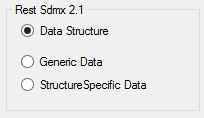 Rest Sdmx 2.1
Data Structure
Generic Data
StructureSpecific Data